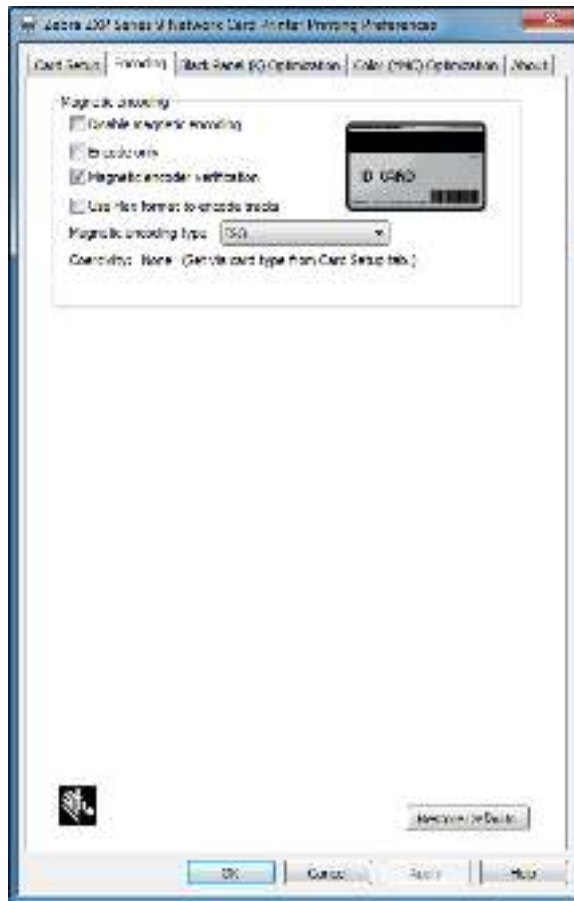 Zebra ZXP Series 9 Network Card Printer Printing Preferences
Card Setup Encoding Black Panel (K) Optimization Color (YMC) Optimization About
Magnetic Encoding
Disable magnetic encoding
Encode only
Magnetic encoder verification
ID CARD
Use Hex format to encode tracks
Magnetic encoding type ISO
Coercivity: None (Set via card type from Card Setup tab.)
Restore Defaults
OK Cancel Apply Help